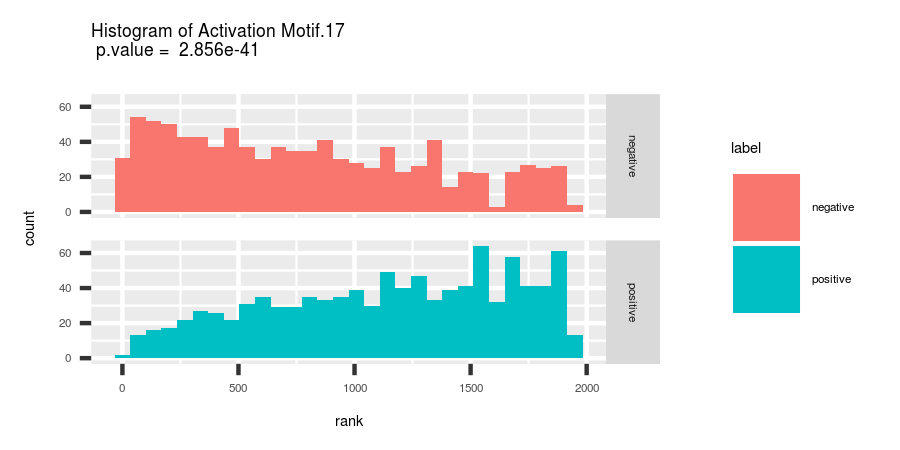 Histogram of Activation Motif.17
p.value = 2.856e-41
60
40
20
0
negative
count
60
40
20
0
positive
0 500 1000 1500 2000
rank
label
negative
positive